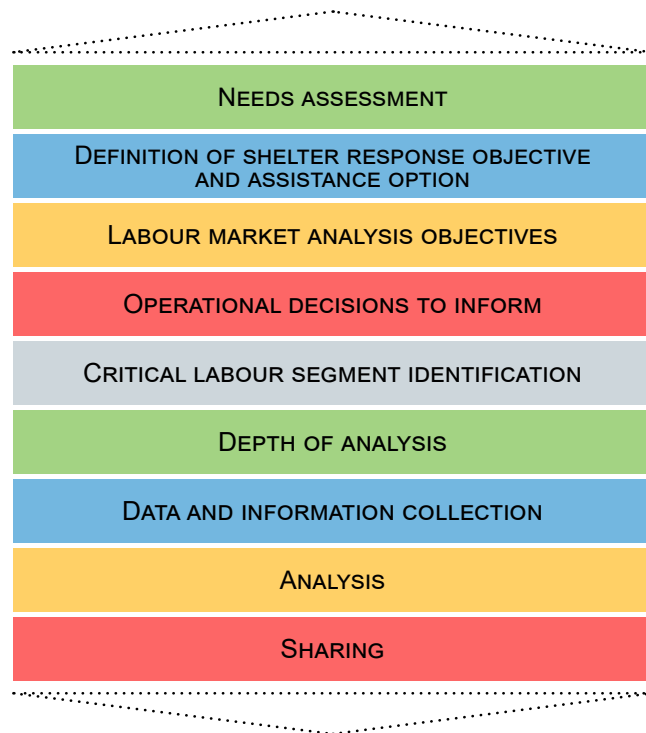 Needs assessment
Definition of shelter response objective
and assistance option
Labour market analysis objectives
Operational decisions to inform
Critical labour segment identification
Depth of analysis
Data and information collection
Analysis
Sharing